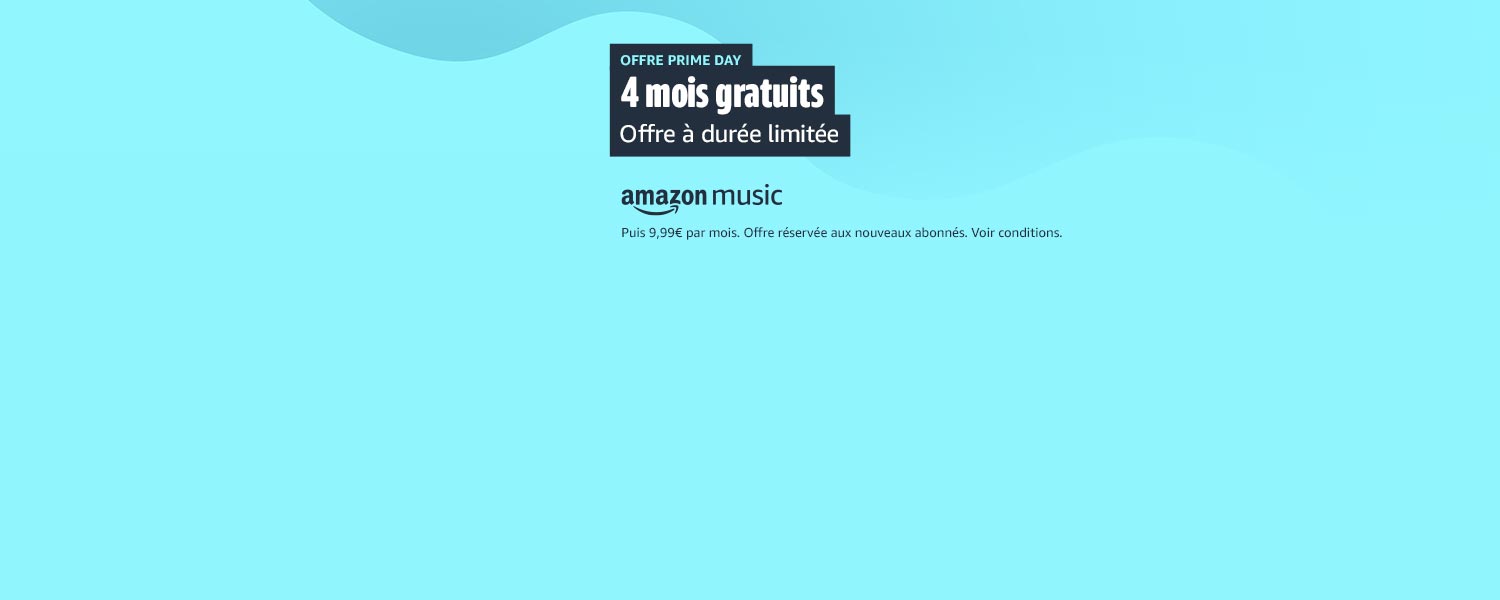 OFFRE PRIME DAY
4 mois gratuits
Offre à durée limitée
amazon music
Puis 9,99€ par mois. Offre réservée aux nouveaux abonnés. Voir conditions.